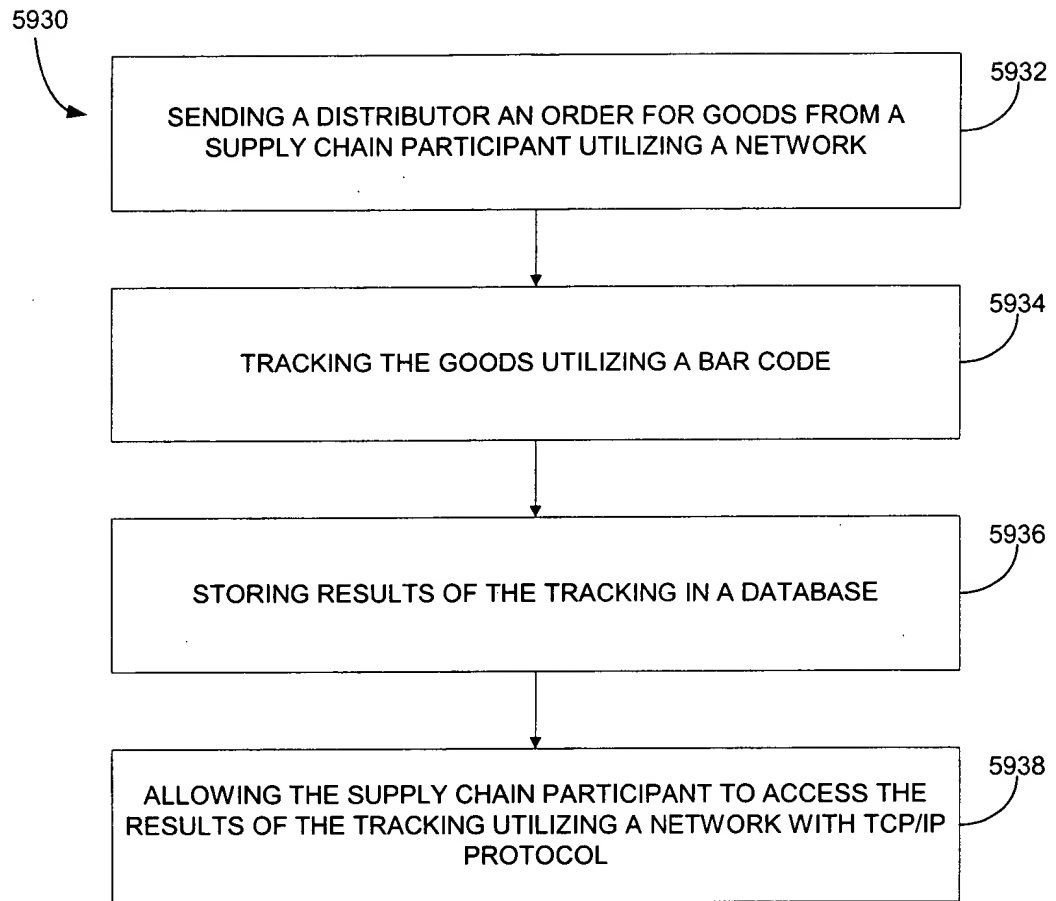 5930
5932
SENDING A DISTRIBUTOR AN ORDER FOR GOODS FROM A
SUPPLY CHAIN PARTICIPANT UTILIZING A NETWORK
5934
TRACKING THE GOODS UTILIZING A BAR CODE
5936
STORING RESULTS OF THE TRACKING IN A DATABASE
5938
ALLOWING THE SUPPLY CHAIN PARTICIPANT TO ACCESS THE
RESULTS OF THE TRACKING UTILIZING A NETWORK WITH TCP/IP
PROTOCOL